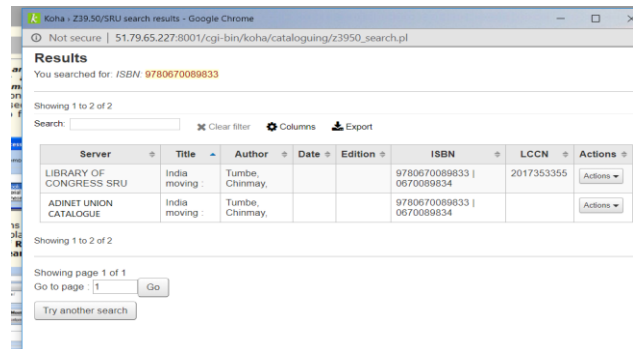 Koha › Z39.50/SRU search results - Google Chrome
Not secure | 51.79.65.227:8001/cgi-bin/koha/cataloguing/z3950_search.pl
Results
You searched for: ISBN: 9780670089833
Showing 1 to 2 of 2
Search: Clear filter Columns Export
Server Title Author Date Edition ISBN LCCN Actions
LIBRARY OF India Tumbe, 9780670089833 | 2017353355 Actions
CONGRESS SRU moving : Chinmay, 0670089834
ADINET UNION India Tumbe, 9780670089833 | Actions
CATALOGUE moving : Chinmay, 0670089834
Showing 1 to 2 of 2
Showing page 1 of 1
Go to page : 1 Go
Try another search